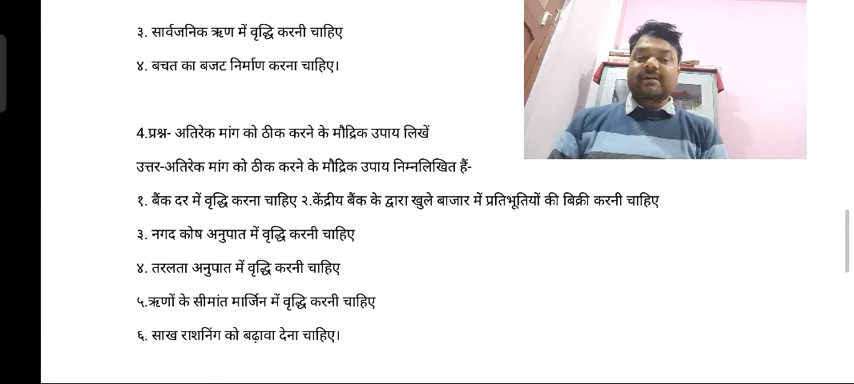 ३. सार्वजनिक ऋण में वृद्धि करनी चाहिए
४. बचत का बजट निर्माण करना चाहिए।
4.प्रश्न- अतिरेक मांग को ठीक करने के मौद्रिक उपाय लिखें
उत्तर-अतिरेक मांग को ठीक करने के मौद्रिक उपाय निम्नलिखित हैं-
१. बैंक दर में वृद्धि करना चाहिए २.केंद्रीय बैंक के द्वारा खुले बाजार में प्रतिभूतियों की बिक्री करनी चाहिए
३. नगद कोष अनुपात में वृद्धि करनी चाहिए
४. तरलता अनुपात में वृद्धि करनी चाहिए
५.ऋणों के सीमांत मार्जिन में वृद्धि करनी चाहिए
६. साख राशनिंग को बढ़ावा देना चाहिए।